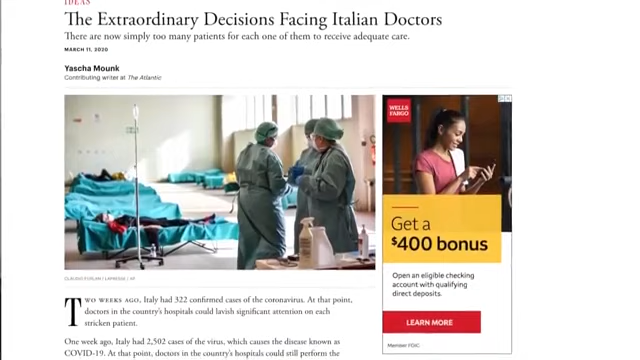 IDEAS
The Extraordinary Decisions Facing Italian Doctors
There are now simply too many patients for each one of them to receive adequate care.
MARCH 11, 2020
Yascha Mounk
Contributing writer at The Atlantic
WELLS
FARGO
Get a
$400 bonus
Open an eligible checking
account with qualifying
direct deposits.
LEARN MORE
Member FDIC
CLAUDIO FURLAN / LAPRESSE / AP
TWO WEEKS AGO, Italy had 322 confirmed cases of the coronavirus. At that point,
doctors in the country's hospitals could lavish significant attention on each
stricken patient.
One week ago, Italy had 2,502 cases of the virus, which causes the disease known as
COVID-19. At that point, doctors in the country's hospitals could still perform the